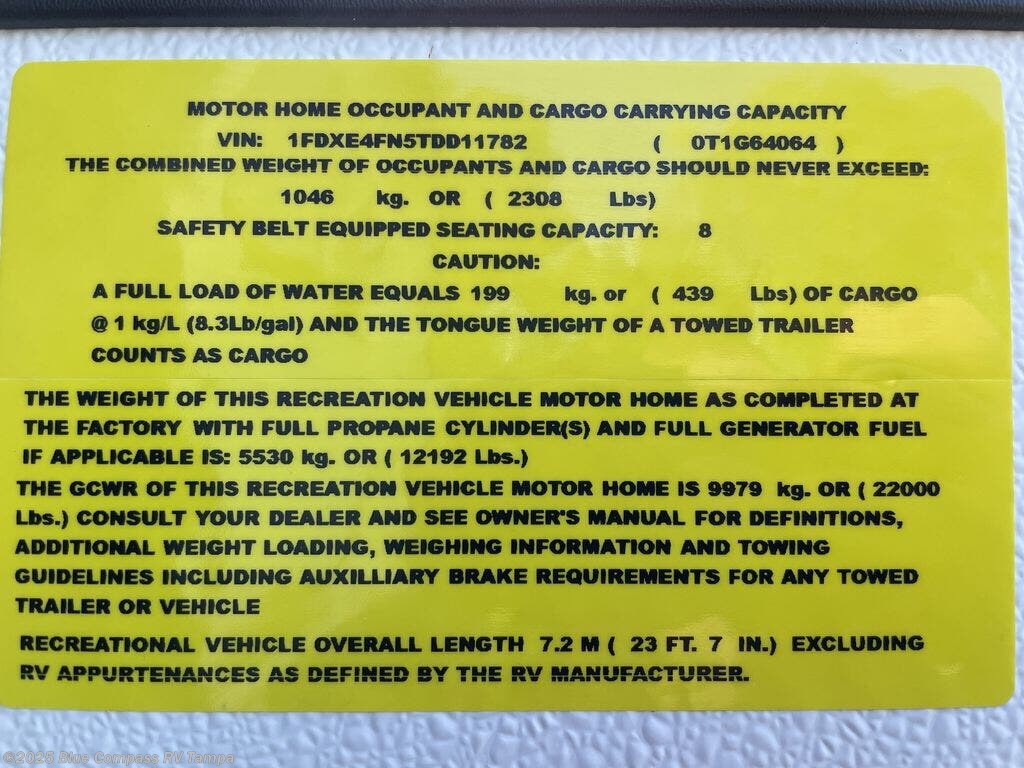 MOTOR HOME OCCUPANT AND CARGO CARRYING CAPACITY
VIN: 1FDXE4FN5TDD11782 ( 0T1G64064 )
THE COMBINED WEIGHT OF OCCUPANTS AND CARGO SHOULD NEVER EXCEED:
1046 kg. OR ( 2308 Lbs)
SAFETY BELT EQUIPPED SEATING CAPACITY: 8
CAUTION:
A FULL LOAD OF WATER EQUALS 199 kg. or ( 439 Lbs) OF CARGO
@ 1 kg/L (8.3Lb/gal) AND THE TONGUE WEIGHT OF A TOWED TRAILER
COUNTS AS CARGO
THE WEIGHT OF THIS RECREATION VEHICLE MOTOR HOME AS COMPLETED AT
THE FACTORY WITH FULL PROPANE CYLINDER(S) AND FULL GENERATOR FUEL
IF APPLICABLE IS: 5530 kg. OR ( 12192 Lbs.)
THE GCWR OF THIS RECREATION VEHICLE MOTOR HOME IS 9979 kg. OR ( 22000
Lbs.) CONSULT YOUR DEALER AND SEE OWNER'S MANUAL FOR DEFINITIONS,
ADDITIONAL WEIGHT LOADING, WEIGHING INFORMATION AND TOWING
GUIDELINES INCLUDING AUXILLIARY BRAKE REQUIREMENTS FOR ANY TOWED
TRAILER OR VEHICLE
RECREATIONAL VEHICLE OVERALL LENGTH 7.2 M ( 23 FT. 7 IN.) EXCLUDING
RV APPURTENANCES AS DEFINED BY THE RV MANUFACTURER.
©2025 Blue Compass RV Tampa